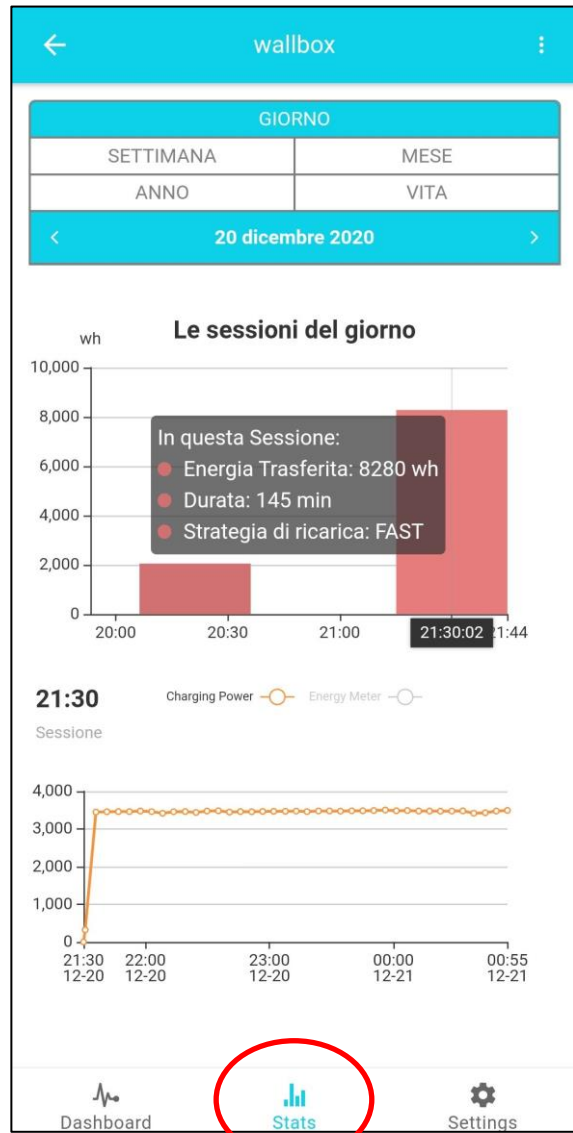 wallbox
GIORNO
SETTIMANA MESE
ANNO VITA
20 dicembre 2020
wh Le sessioni del giorno
10,000
8,000
In questa Sessione:
Energia Trasferita: 8280 wh
6,000
Durata: 145 min
4,000
Strategia di ricarica: FAST
2,000
0
20:00 20:30 21:00 21:30:02 21:44
21:30 Charging Power Energy Meter
Sessione
4,000
3,000
2,000
1,000
0
21:30 22:00 23:00 00:00 00:55
12-20 12-20 12-20 12-21 12-21
Dashboard Stats Settings